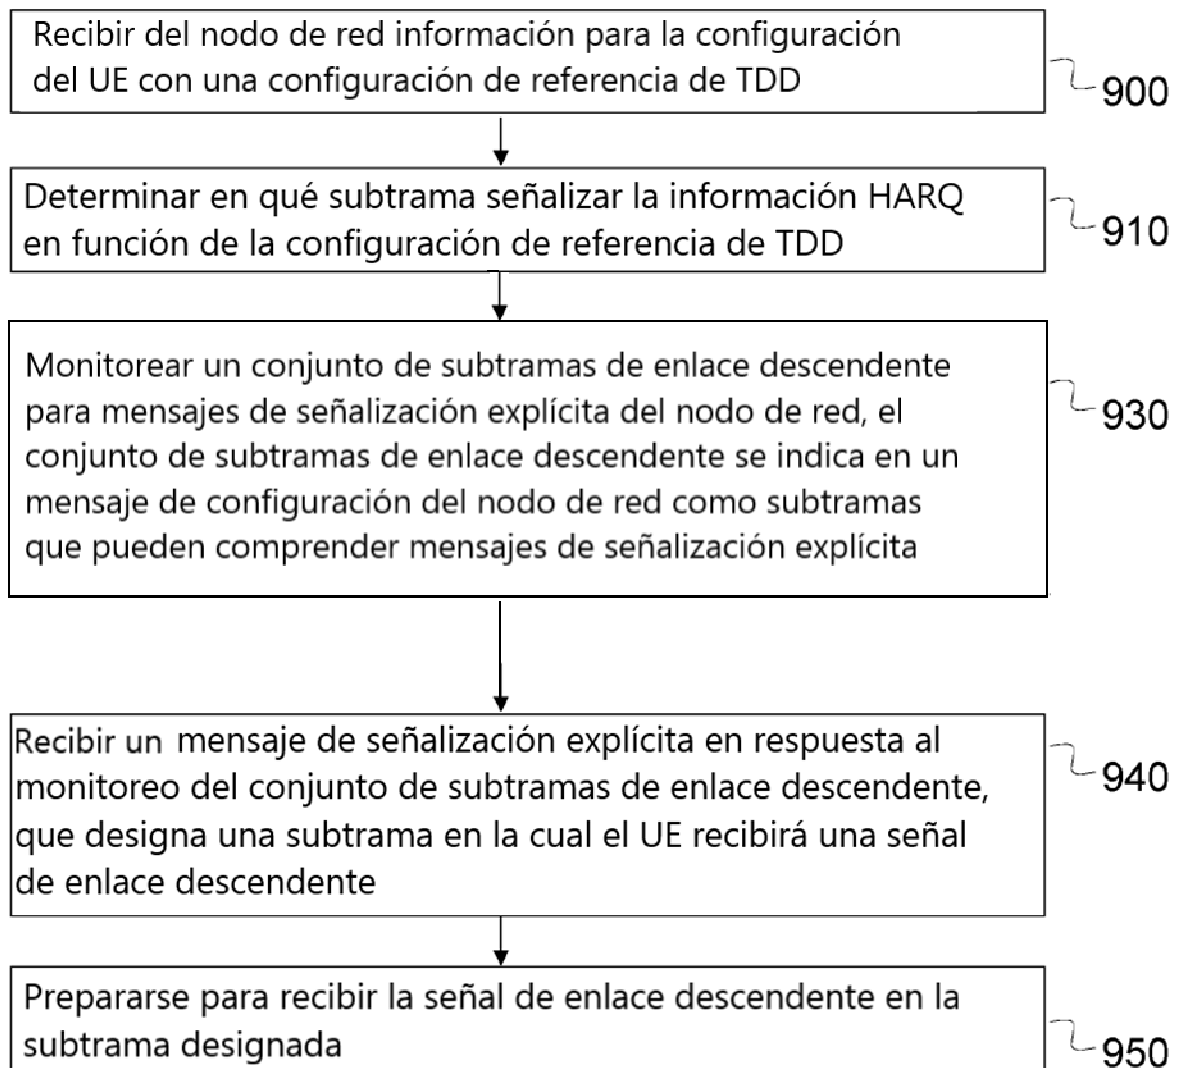 Recibir del nodo de red información para la configuración
del UE con una configuración de referencia de TDD
900
Determinar en qué subtrama señalizar la información HARQ
en función de la configuración de referencia de TDD
910
Monitorear un conjunto de subtramas de enlace descendente
para mensajes de señalización explícita del nodo de red, el
conjunto de subtramas de enlace descendente se indica en un
mensaje de configuración del nodo de red como subtramas
que pueden comprender mensajes de señalización explícita
930
Recibir un mensaje de señalización explícita en respuesta al
monitoreo del conjunto de subtramas de enlace descendente,
que designa una subtrama en la cual el UE recibirá una señal
de enlace descendente
940
Prepararse para recibir la señal de enlace descendente en la
subtrama designada
950